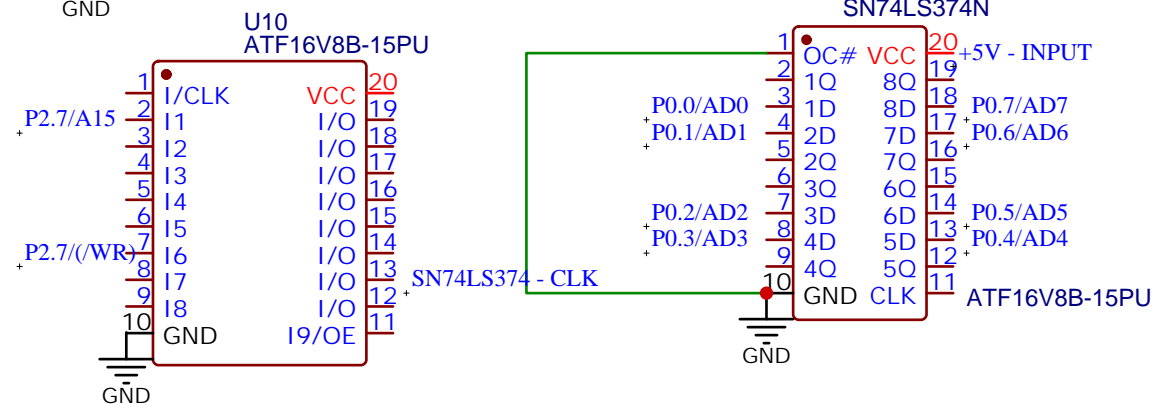 GND
U10
ATF16V8B-15PU
1 I/CLK VCC 20
P2.7/A15 2 I1 I/O 19
3 I2 I/O 18
4 I3 I/O 17
5 I4 I/O 16
6 I5 I/O 15
P2.7/(/WR) 7 I6 I/O 14
8 I7 I/O 13 SN74LS374 - CLK
9 I8 I/O 12
10 GND I9/OE 11
GND
SN74LS374N
1 OC# VCC 20 +5V - INPUT
2 1Q 8Q 19
P0.0/AD0 3 1D 8D 18 P0.7/AD7
P0.1/AD1 4 2D 7D 17 P0.6/AD6
5 2Q 7Q 16
6 3Q 6Q 15
P0.2/AD2 7 3D 6D 14 P0.5/AD5
P0.3/AD3 8 4D 5D 13 P0.4/AD4
9 4Q 5Q 12
10 GND CLK 11 ATF16V8B-15PU
GND